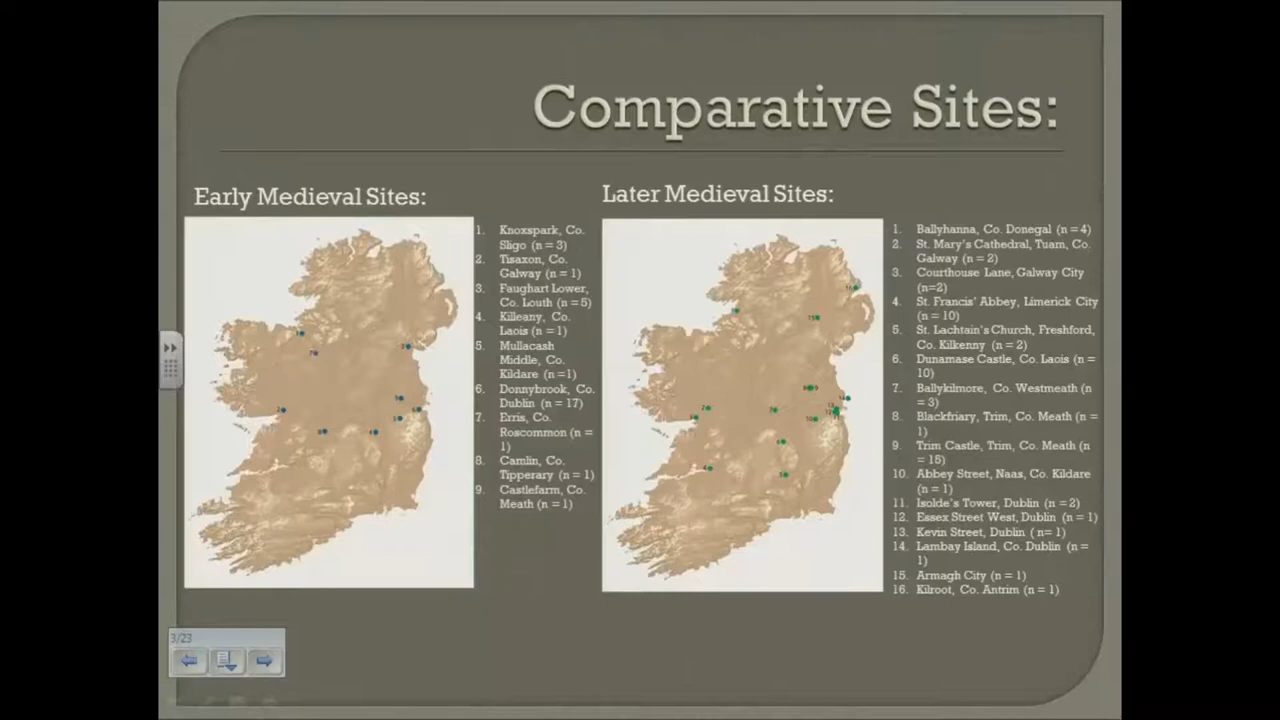 Comparative Sites:
Early Medieval Sites:
1. Knoxspark, Co.
Sligo (n = 3)
2. Tisaxon, Co.
Galway (n = 1)
3. Faughart Lower,
Co. Louth (n = 5)
4. Killeany, Co.
Laois (n = 1)
5. Mullacash
Middle, Co.
Kildare (n =1)
6. Donnybrook, Co.
Dublin (n = 17)
7. Erris, Co.
Roscommon (n =
1)
8. Camlin, Co.
Tipperary (n = 1)
9. Castlefarm, Co.
Meath (n = 1)
Later Medieval Sites:
1. Ballyhanna, Co. Donegal (n = 4)
2. St. Mary's Cathedral, Tuam, Co.
Galway (n = 2)
3. Courthouse Lane, Galway City
(n=2)
4. St. Francis' Abbey, Limerick City
(n = 10)
5. St. Lachtain's Church, Freshford,
Co. Kilkenny (n = 2)
6. Dunamase Castle, Co. Laois (n =
10)
7. Ballykilmore, Co. Westmeath (n
= 3)
8. Blackfriary, Trim, Co. Meath (n =
1)
9. Trim Castle, Trim, Co. Meath (n
= 15)
10. Abbey Street, Naas, Co. Kildare
(n = 1)
11. Isolde's Tower, Dublin (n = 2)
12. Essex Street West, Dublin (n = 1)
13. Kevin Street, Dublin ( n= 1)
14. Lambay Island, Co. Dublin (n =
1)
15. Armagh City (n = 1)
16. Kilroot, Co. Antrim (n = 1)
3/23